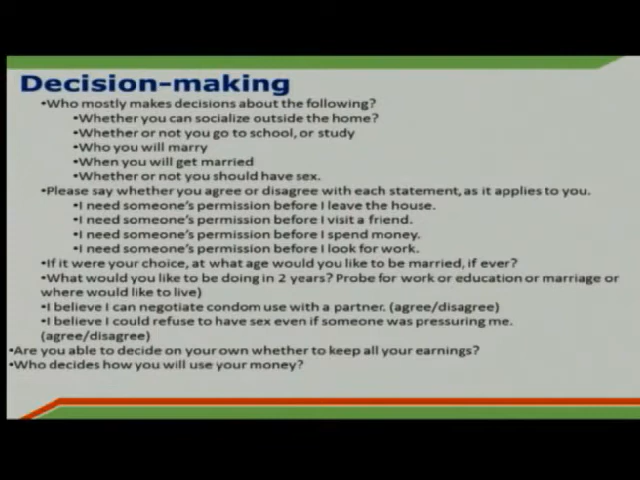 Decision-making
•Who mostly makes decisions about the following?
•Whether you can socialize outside the home?
•Whether or not you go to school, or study
•Who you will marry
•When you will get married
•Whether or not you should have sex.
•Please say whether you agree or disagree with each statement, as it applies to you.
•I need someone's permission before I leave the house.
•I need someone's permission before I visit a friend.
•I need someone's permission before I spend money.
•I need someone's permission before I look for work.
•If it were your choice, at what age would you like to be married, if ever?
•What would you like to be doing in 2 years? Probe for work or education or marriage or
where would like to live)
•I believe I can negotiate condom use with a partner. (agree/disagree)
•I believe I could refuse to have sex even if someone was pressuring me.
(agree/disagree)
•Are you able to decide on your own whether to keep all your earnings?
•Who decides how you will use your money?